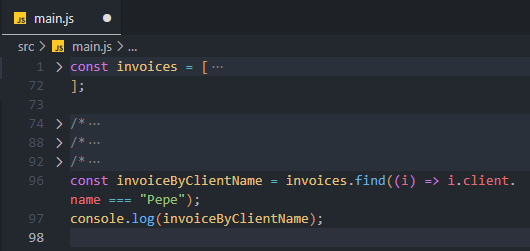 JS main.js
src > JS main.js > ...
1 > const invoices = [ ...
72 ];
73
74 > /* ...
88 > /* ...
92 > /* ...
96 const invoiceByClientName = invoices.find((i) => i.client.
name === "Pepe");
97 console.log(invoiceByClientName);
98